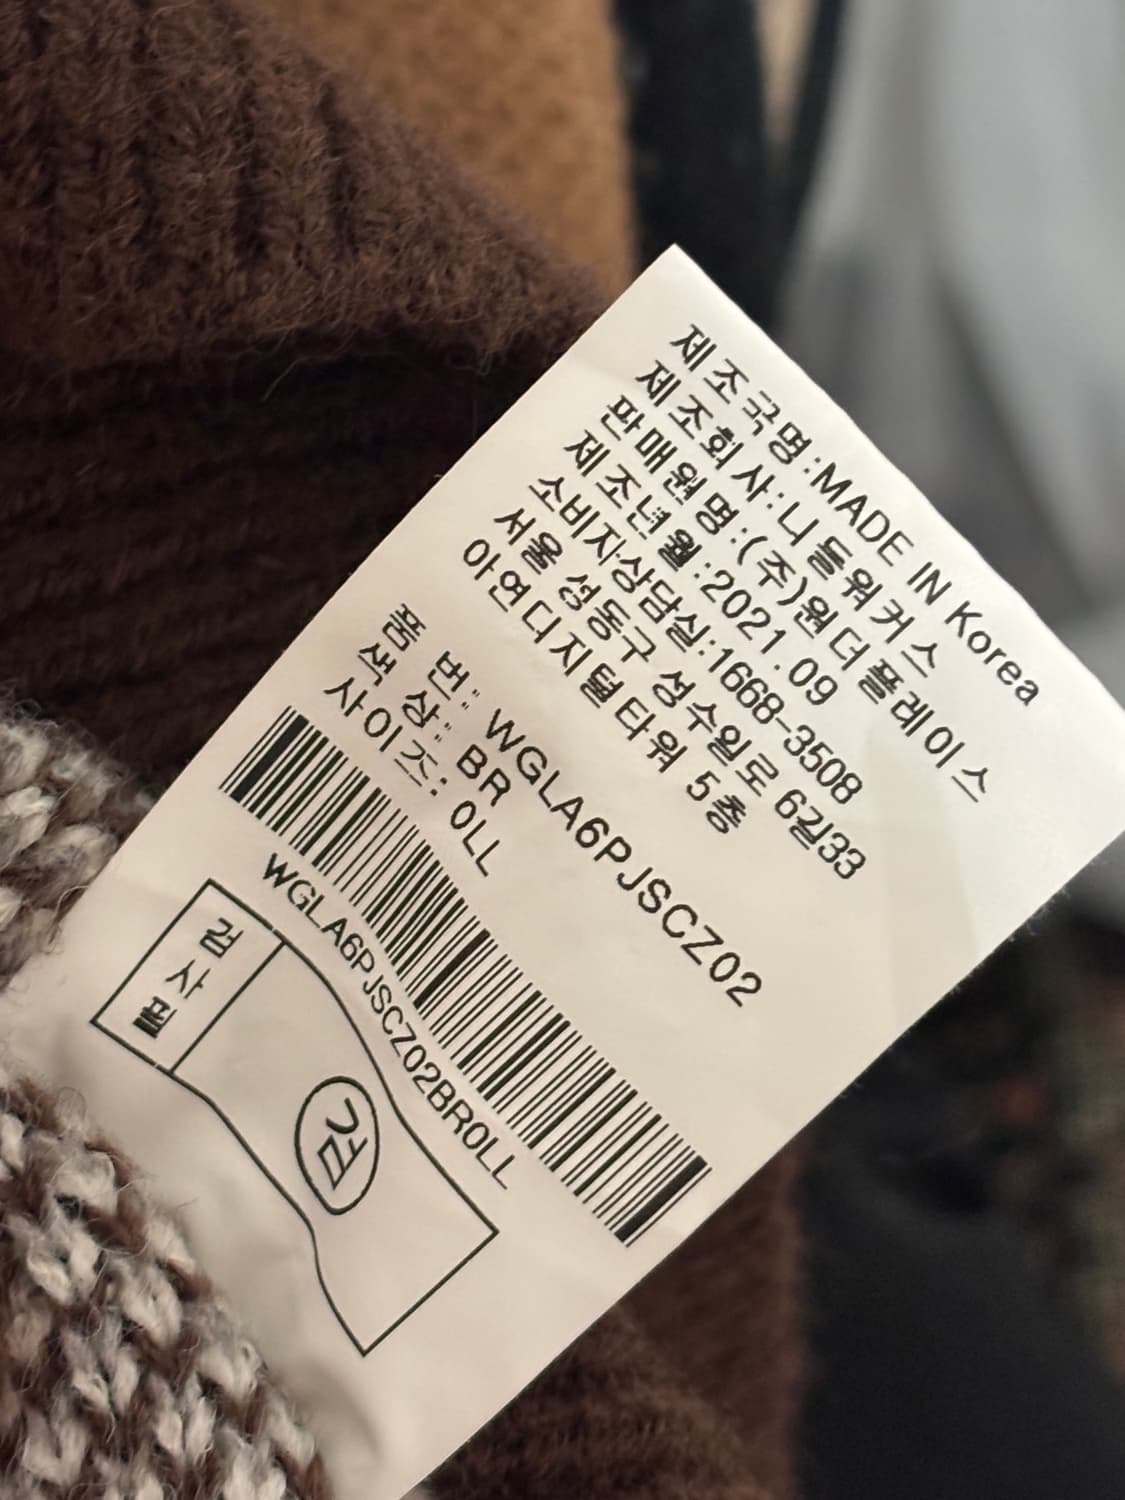 제조국명:MADE IN Korea
제조회사:니들워커스
판매원명:(주)원더플레이스
제조년월:2021.09
소비자상담실:1668-3508
서울 성동구 성수일로 6길33
아연디지털타워 5층
품 번: WGLA6PJSCZ02
색 상: BR
사이즈: 0LL
WGLA6PJSCZ02BR0LL
검사필
검